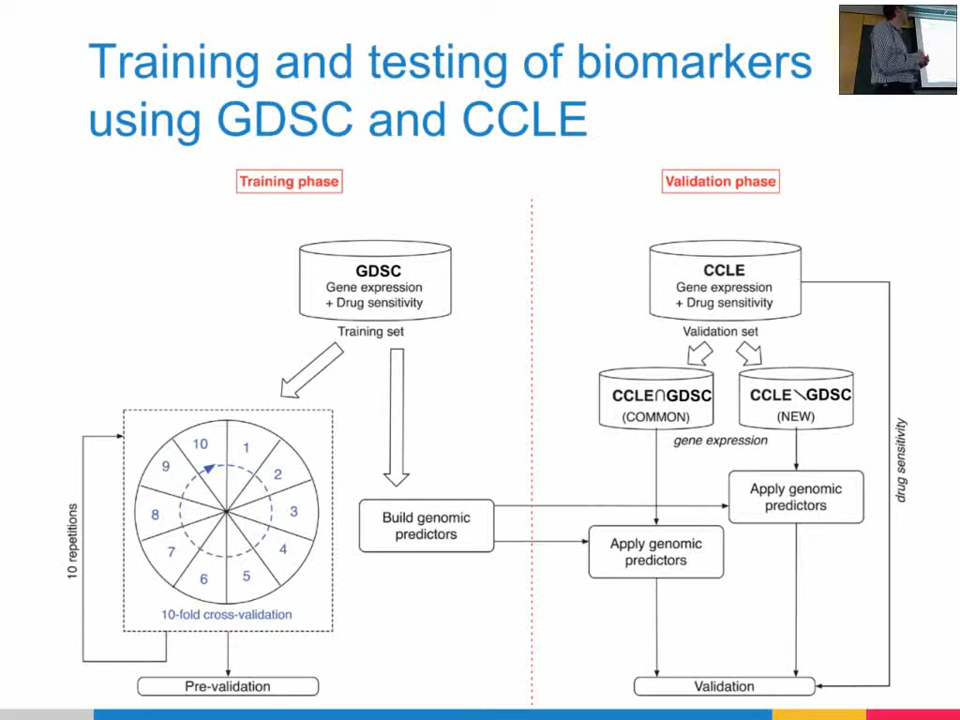 Training and testing of biomarkers
using GDSC and CCLE
Training phase
Validation phase
GDSC
Gene expression
+ Drug sensitivity
Training set
CCLE
Gene expression
+ Drug sensitivity
Validation set
CCLE∩GDSC
(COMMON)
CCLE∖GDSC
(NEW)
gene expression
drug sensitivity
10 repetitions
1
2
3
4
5
6
7
8
9
10
10-fold cross-validation
Build genomic
predictors
Apply genomic
predictors
Apply genomic
predictors
Pre-validation
Validation